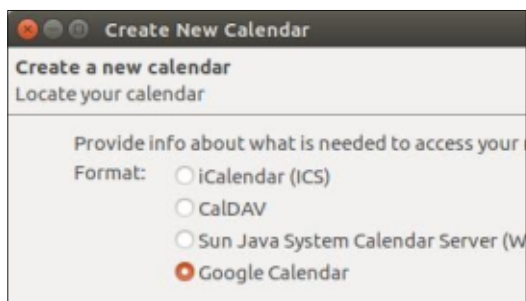 Create New Calendar
Create a new calendar
Locate your calendar
Provide info about what is needed to access your
Format:
iCalendar (ICS)
CalDAV
Sun Java System Calendar Server (W
Google Calendar